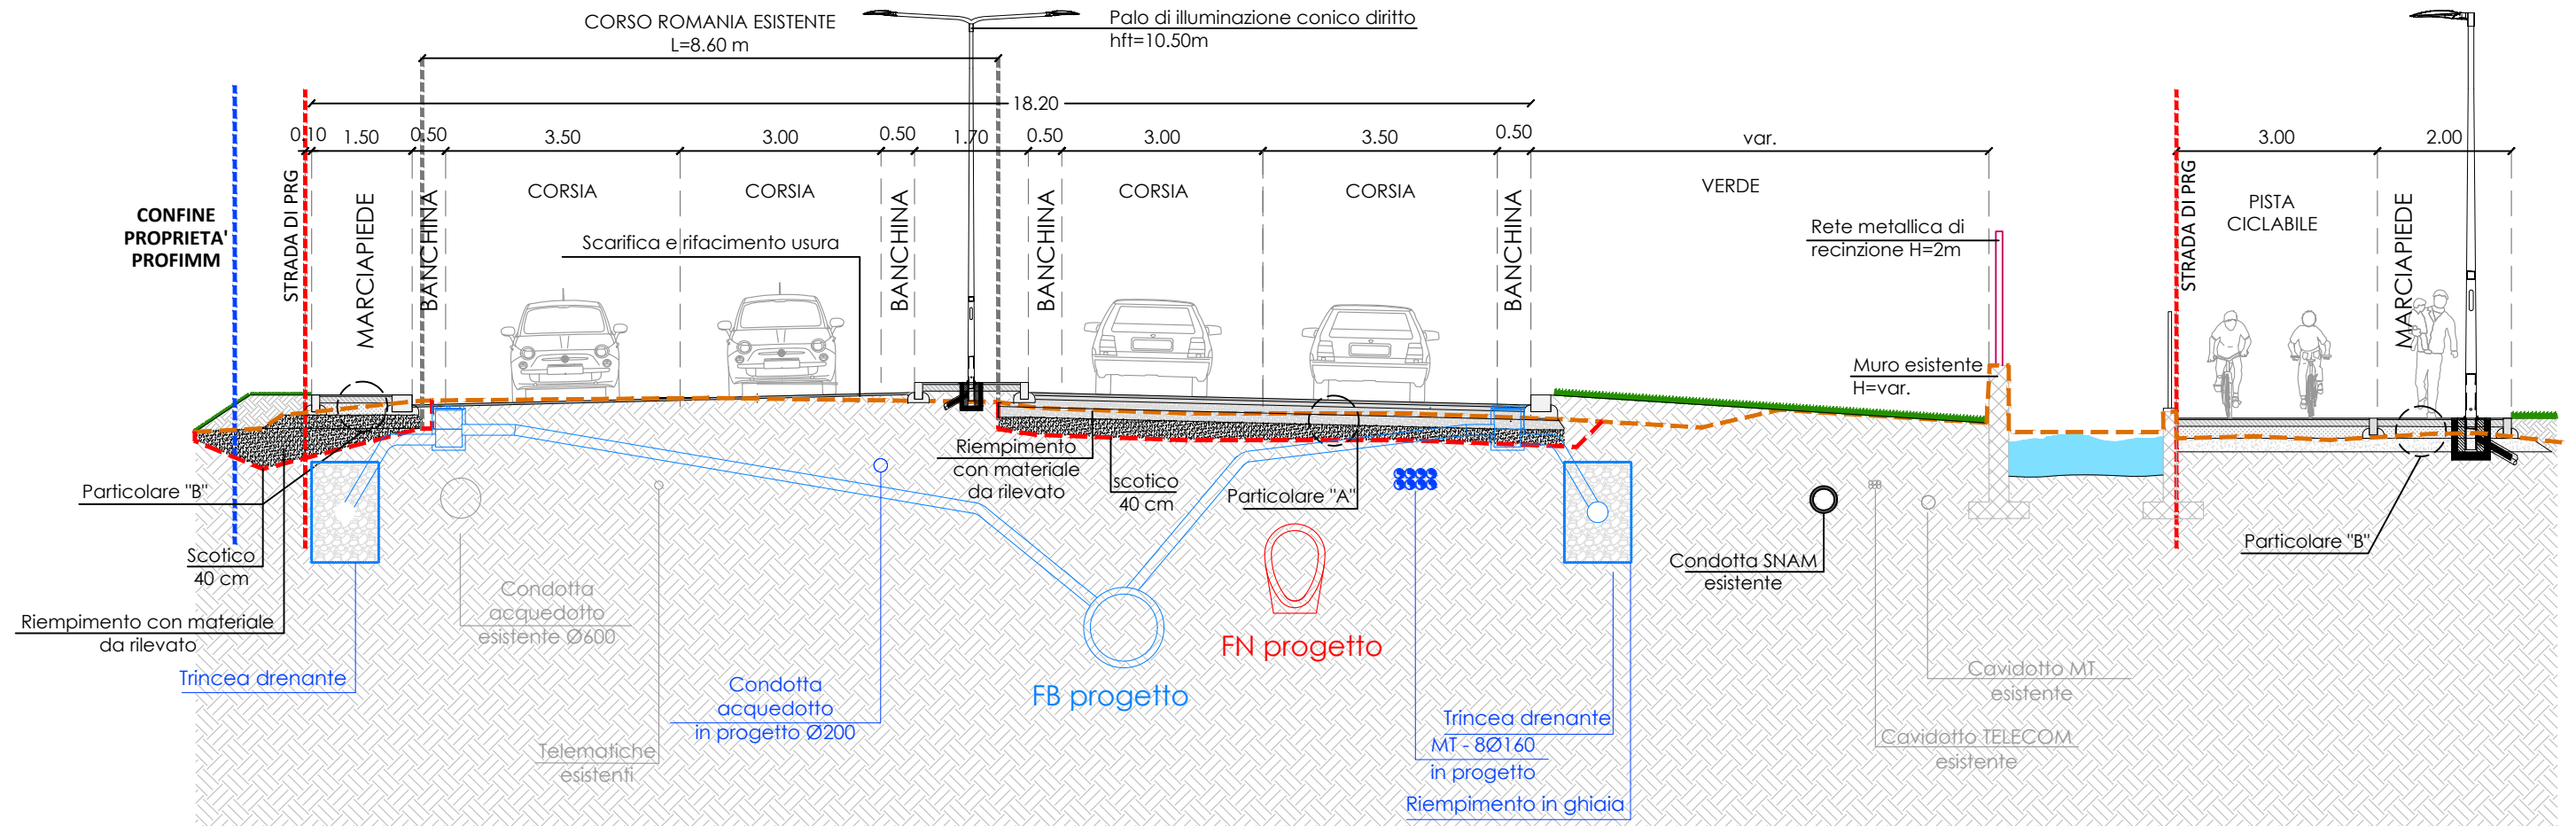 CORSO ROMANIA ESISTENTE
L=8.60 m
Palo di illuminazione conico diritto
hft=10.50m
18.20
0.10
1.50
0.50
3.50
3.00
0.50
1.70
0.50
3.00
3.50
0.50
var.
3.00
2.00
CONFINE
PROPRIETA'
PROFIMM
STRADA DI PRG
MARCIAPIEDE
BANCHINA
CORSIA
CORSIA
BANCHINA
BANCHINA
CORSIA
CORSIA
BANCHINA
VERDE
STRADA DI PRG
PISTA
CICLABILE
MARCIAPIEDE
Scarifica e rifacimento usura
Rete metallica di
recinzione H=2m
Muro esistente
H=var.
Particolare "B"
Scotico
40 cm
Riempimento con materiale
da rilevato
Trincea drenante
Condotta
acquedotto
esistente Ø600
Telematiche
esistenti
Condotta
acquedotto
in progetto Ø200
Riempimento
con materiale
da rilevato
scotico
40 cm
Particolare "A"
FB progetto
FN progetto
Trincea drenante
MT - 8Ø160
in progetto
Riempimento in ghiaia
Condotta SNAM
esistente
Cavidotto MT
esistente
Cavidotto TELECOM
esistente
Particolare "B"